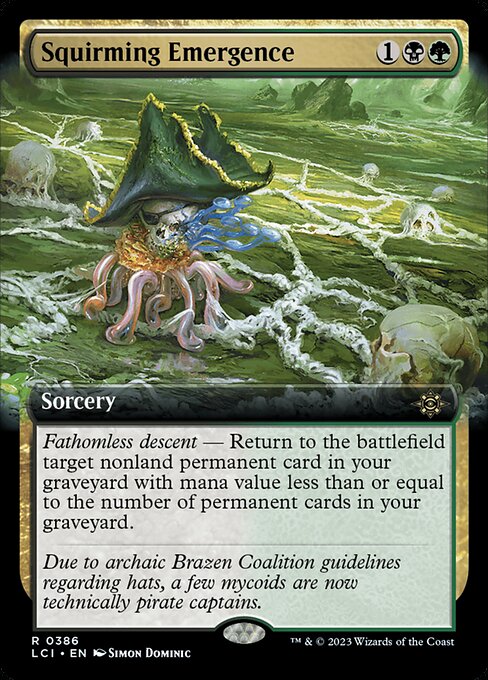 Squirming Emergence 1
Sorcery
Fathomless descent — Return to the battlefield
target nonland permanent card in your
graveyard with mana value less than or equal
to the number of permanent cards in your
graveyard.
Due to archaic Brazen Coalition guidelines
regarding hats, a few mycoids are now
technically pirate captains.
R 0386
LCI • EN Simon Dominic
™ & © 2023 Wizards of the Coast